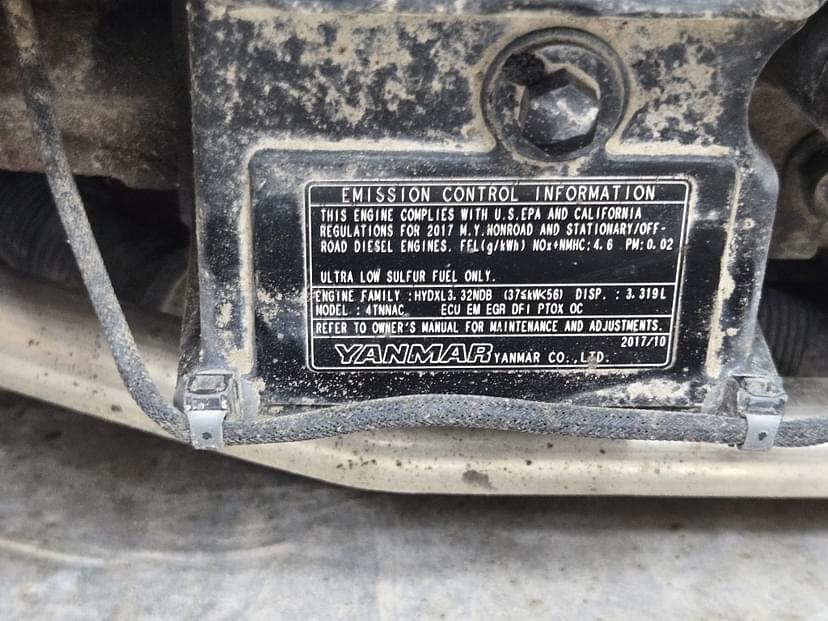 EMISSION CONTROL INFORMATION
THIS ENGINE COMPLIES WITH U.S.EPA AND CALIFORNIA
REGULATIONS FOR 2017 M.Y.NONROAD AND STATIONARY/OFF-
ROAD DIESEL ENGINES. FEL(g/kWh) NOx+NMHC:4.6 PM:0.02
ULTRA LOW SULFUR FUEL ONLY.
ENGINE FAMILY :HYDXL3.32NDB (37≤kW<56) DISP. : 3.319L
MODEL : 4TNNAC ECU EM EGR DFI PTOX OC
REFER TO OWNER'S MANUAL FOR MAINTENANCE AND ADJUSTMENTS.
2017/10
YANMAR YANMAR CO.,LTD.